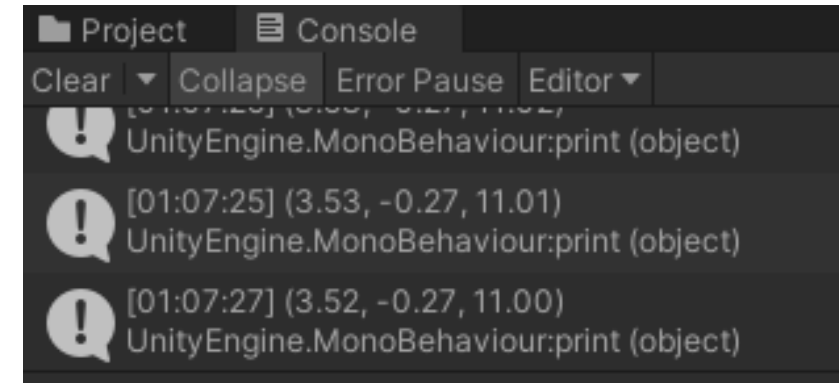 Project Console
Clear Collapse Error Pause Editor
UnityEngine.MonoBehaviour:print (object)
[01:07:25] (3.53, -0.27, 11.01)
UnityEngine.MonoBehaviour:print (object)
[01:07:27] (3.52, -0.27, 11.00)
UnityEngine.MonoBehaviour:print (object)